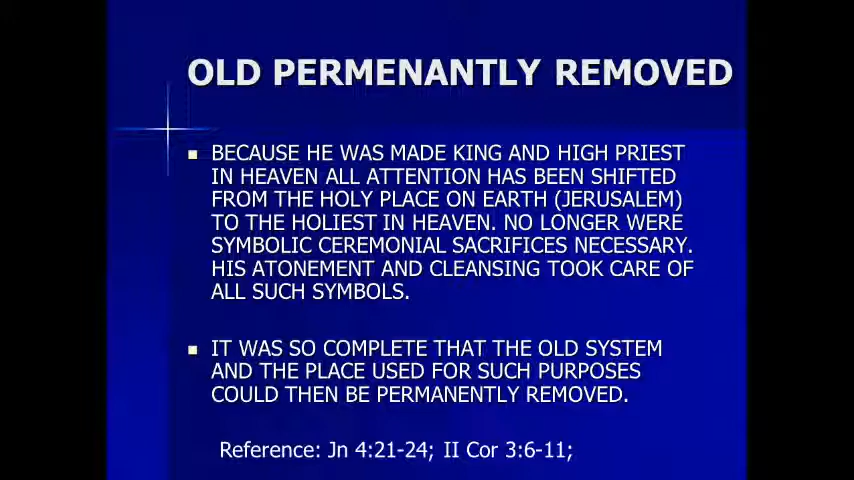 OLD PERMENANTLY REMOVED
BECAUSE HE WAS MADE KING AND HIGH PRIEST
IN HEAVEN ALL ATTENTION HAS BEEN SHIFTED
FROM THE HOLY PLACE ON EARTH (JERUSALEM)
TO THE HOLIEST IN HEAVEN. NO LONGER WERE
SYMBOLIC CEREMONIAL SACRIFICES NECESSARY.
HIS ATONEMENT AND CLEANSING TOOK CARE OF
ALL SUCH SYMBOLS.
IT WAS SO COMPLETE THAT THE OLD SYSTEM
AND THE PLACE USED FOR SUCH PURPOSES
COULD THEN BE PERMANENTLY REMOVED.
Reference: Jn 4:21-24; II Cor 3:6-11;